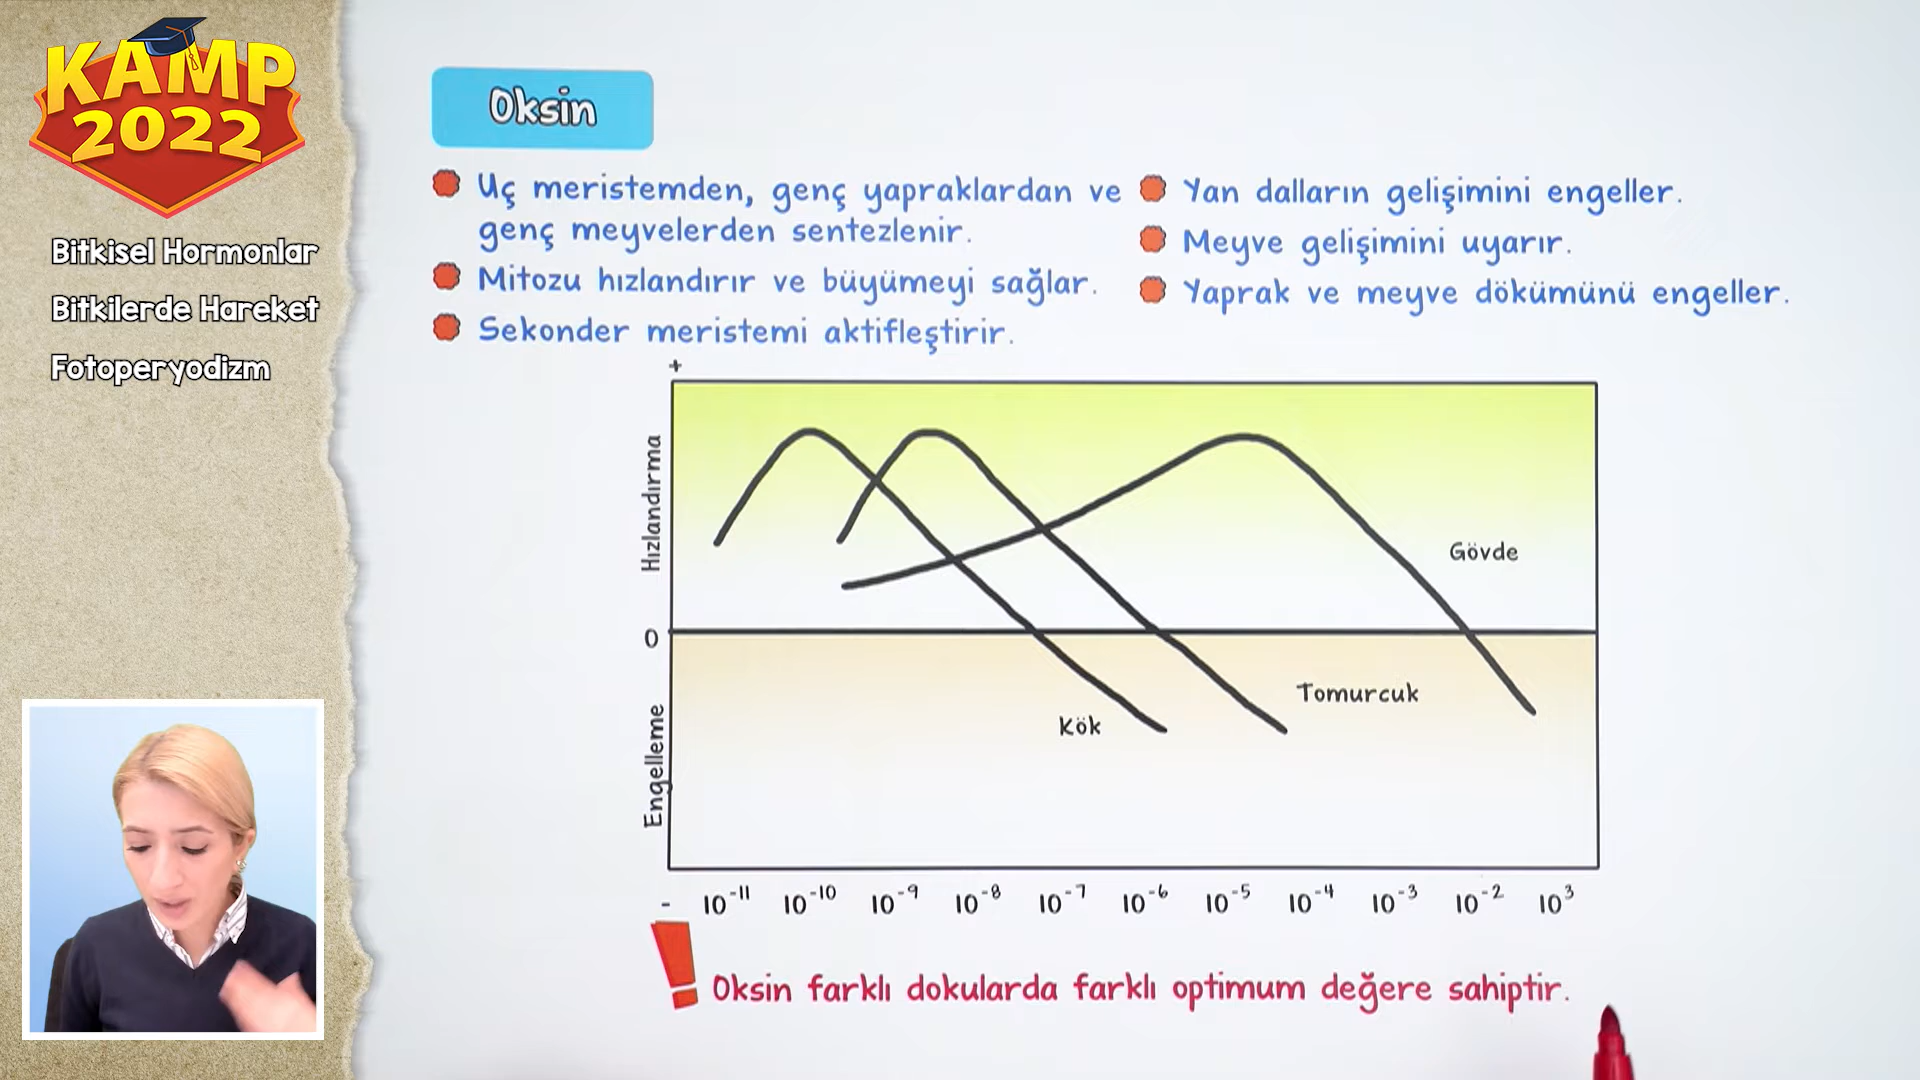 KAMP
2022
Bitkisel Hormonlar
Bitkilerde Hareket
Fotoperyodizm
Oksin
Uç meristemden, genç yapraklardan ve
genç meyvelerden sentezlenir.
Mitozu hızlandırır ve büyümeyi sağlar.
Sekonder meristemi aktifleştirir.
Yan dalların gelişimini engeller.
Meyve gelişimini uyarır.
Yaprak ve meyve dökümünü engeller.
+
Hızlandırma
0
Engelleme
-
Gövde
Tomurcuk
Kök
10⁻¹¹ 10⁻¹⁰ 10⁻⁹ 10⁻⁸ 10⁻⁷ 10⁻⁶ 10⁻⁵ 10⁻⁴ 10⁻³ 10⁻² 10³
! Oksin farklı dokularda farklı optimum değere sahiptir.